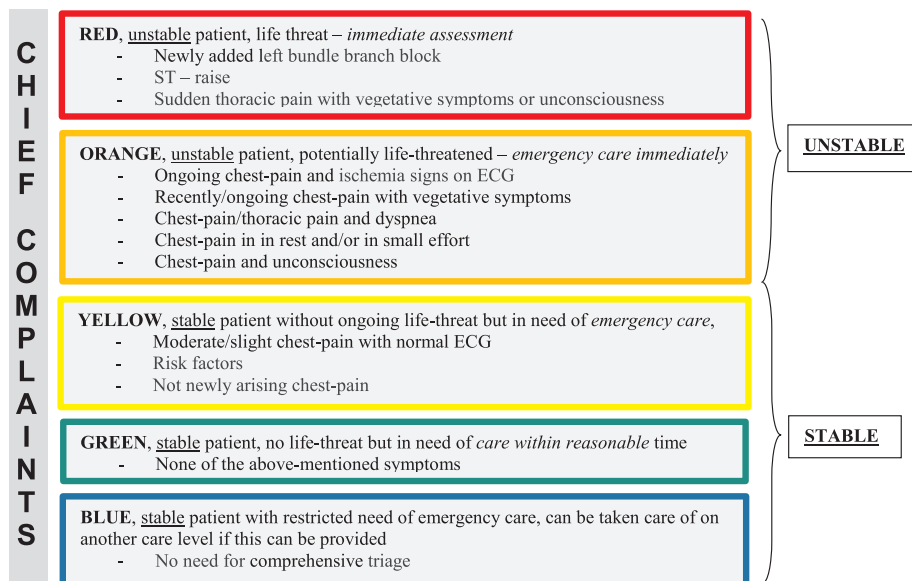 CHIEF COMPLAINTS
RED, unstable patient, life threat – immediate assessment
- Newly added left bundle branch block
- ST – raise
- Sudden thoracic pain with vegetative symptoms or unconsciousness
ORANGE, unstable patient, potentially life-threatened – emergency care immediately
- Ongoing chest-pain and ischemia signs on ECG
- Recently/ongoing chest-pain with vegetative symptoms
- Chest-pain/thoracic pain and dyspnea
- Chest-pain in in rest and/or in small effort
- Chest-pain and unconsciousness
UNSTABLE
YELLOW, stable patient without ongoing life-threat but in need of emergency care,
- Moderate/slight chest-pain with normal ECG
- Risk factors
- Not newly arising chest-pain
GREEN, stable patient, no life-threat but in need of care within reasonable time
- None of the above-mentioned symptoms
STABLE
BLUE, stable patient with restricted need of emergency care, can be taken care of on
another care level if this can be provided
- No need for comprehensive triage